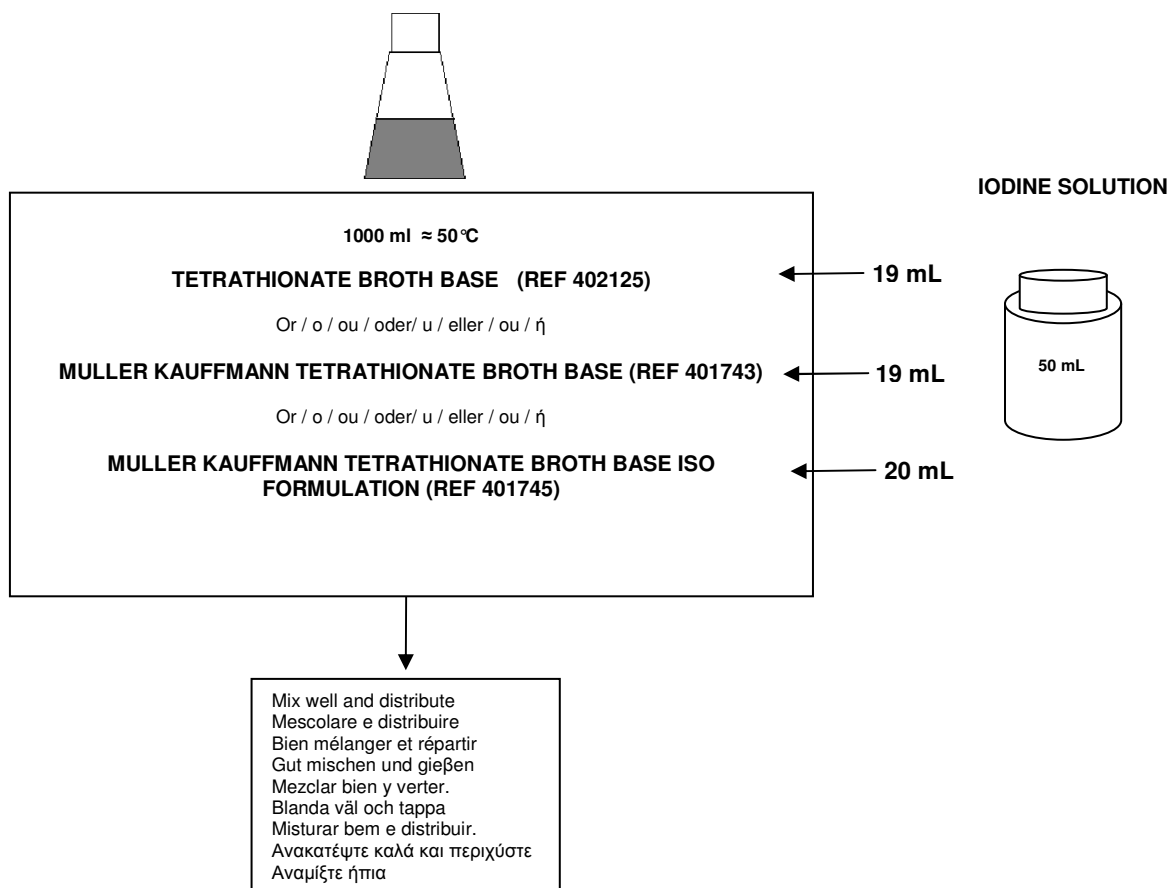 IODINE SOLUTION
1000 ml ≈ 50°C
TETRATHIONATE BROTH BASE (REF 402125)
19 mL
Or / o / ou / oder/ u / eller / ou / ή
MULLER KAUFFMANN TETRATHIONATE BROTH BASE (REF 401743)
19 mL
50 mL
Or / o / ou / oder/ u / eller / ou / ή
MULLER KAUFFMANN TETRATHIONATE BROTH BASE ISO
FORMULATION (REF 401745)
20 mL
Mix well and distribute
Mescolare e distribuire
Bien mélanger et répartir
Gut mischen und gieβen
Mezclar bien y verter.
Blanda väl och tappa
Misturar bem e distribuir.
Ανακατέψτε καλά και περιχύστε
Αναμίξτε ήπια